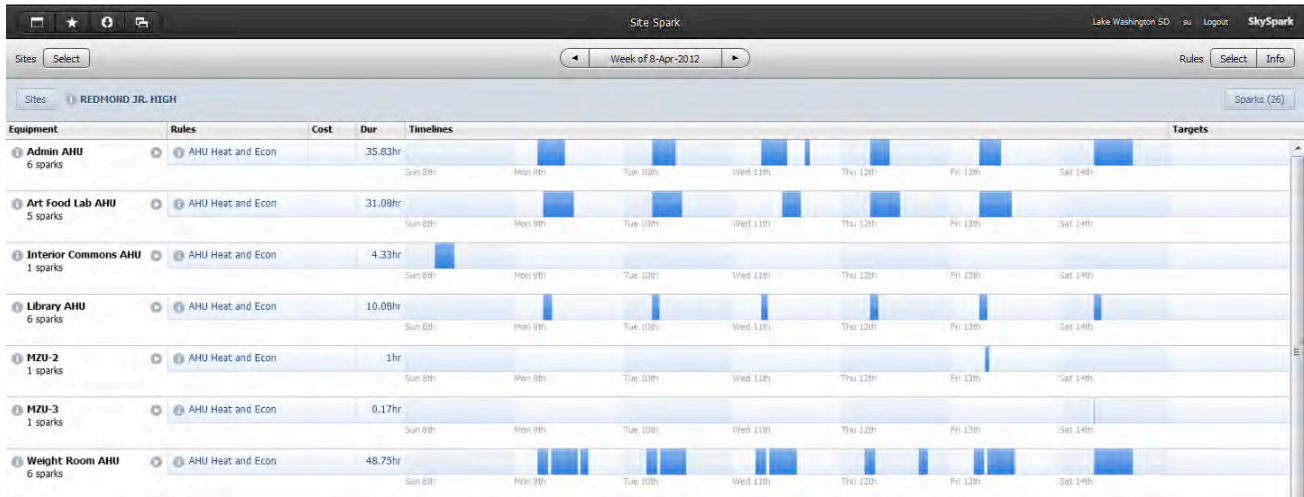 Site Spark
Lake Washington SD su Logout SkySpark
Sites Select
Week of 8-Apr-2012
Rules Select Info
Sites REDMOND JR. HIGH
Sparks (26)
Equipment Rules Cost Dur Timelines Targets
Admin AHU AHU Heat and Econ 35.83hr
6 sparks
Sun 8th Mon 9th Tue 10th Wed 11th Thu 12th Fri 13th Sat 14th
Art Food Lab AHU AHU Heat and Econ 31.08hr
5 sparks
Sun 8th Mon 9th Tue 10th Wed 11th Thu 12th Fri 13th Sat 14th
Interior Commons AHU AHU Heat and Econ 4.33hr
1 sparks
Sun 8th Mon 9th Tue 10th Wed 11th Thu 12th Fri 13th Sat 14th
Library AHU AHU Heat and Econ 10.08hr
6 sparks
Sun 8th Mon 9th Tue 10th Wed 11th Thu 12th Fri 13th Sat 14th
MZU-2 AHU Heat and Econ 1hr
1 sparks
Sun 8th Mon 9th Tue 10th Wed 11th Thu 12th Fri 13th Sat 14th
MZU-3 AHU Heat and Econ 0.17hr
1 sparks
Sun 8th Mon 9th Tue 10th Wed 11th Thu 12th Fri 13th Sat 14th
Weight Room AHU AHU Heat and Econ 48.75hr
6 sparks
Sun 8th Mon 9th Tue 10th Wed 11th Thu 12th Fri 13th Sat 14th